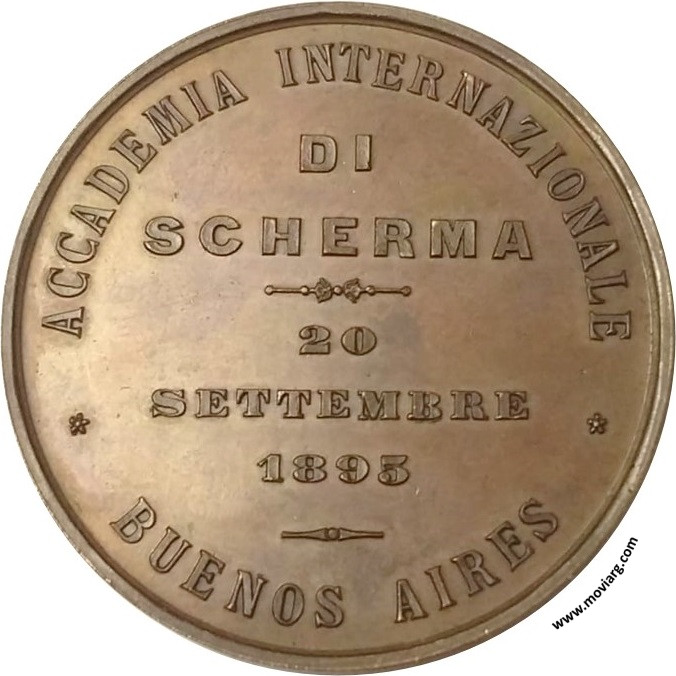 ACCADEMIA INTERNAZIONALE
DI
SCHERMA
20
SETTEMBRE
1895
BUENOS AIRES
www.moviarg.com